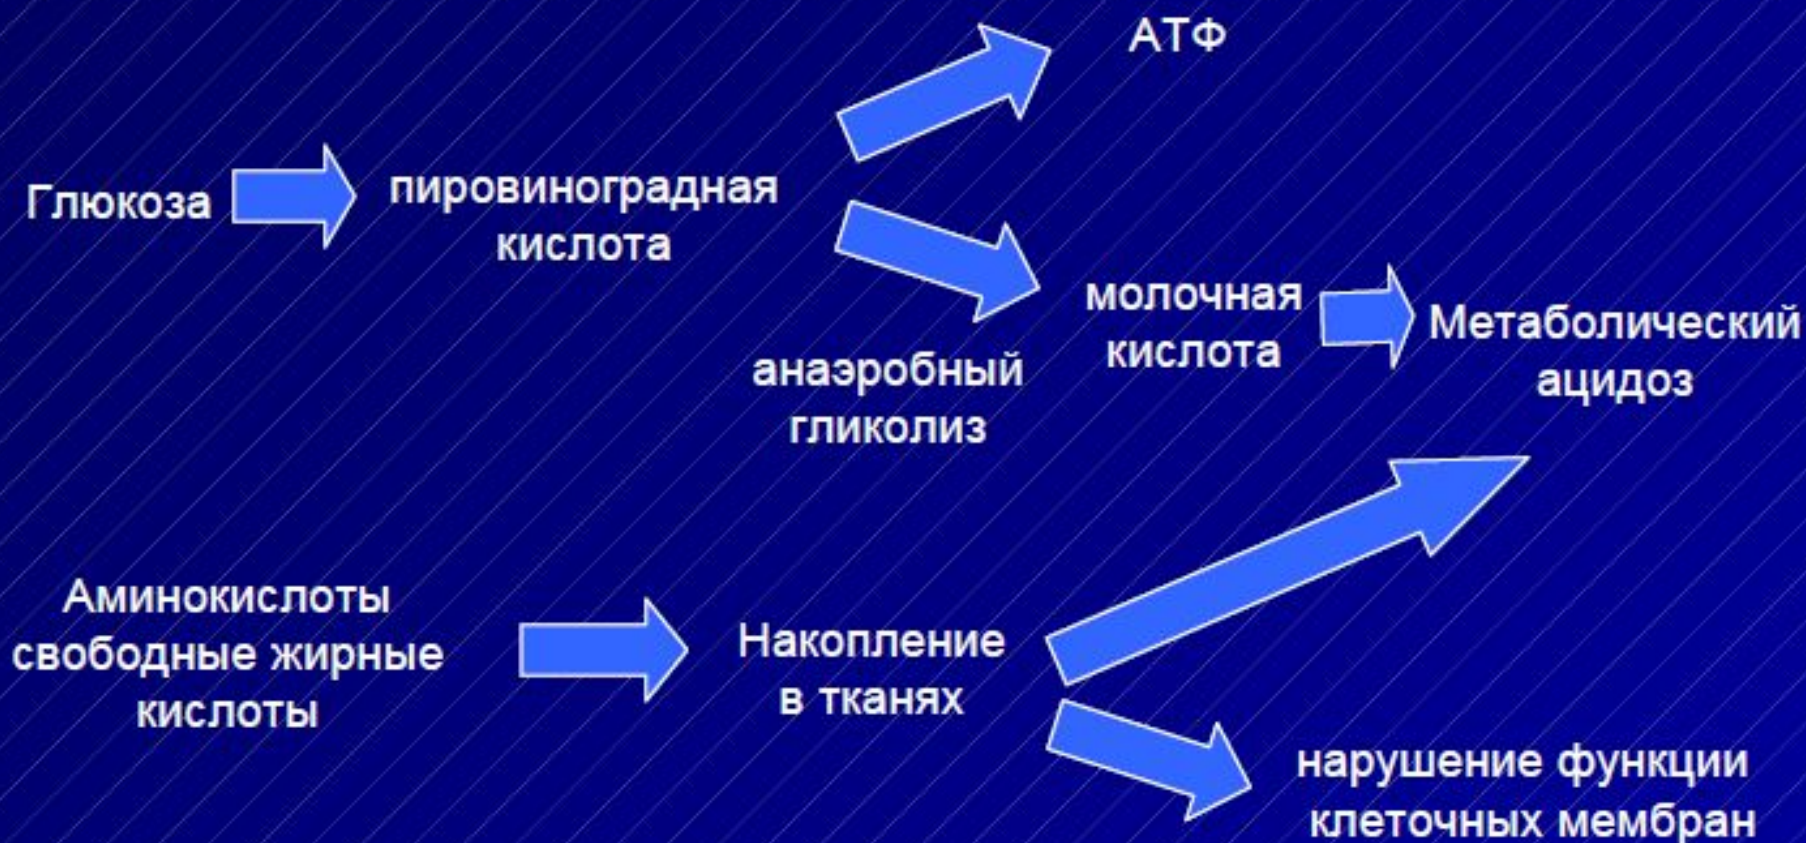 АТФ
Глюкоза
пировиноградная
кислота
молочная
кислота
Метаболический
ацидоз
анаэробный
гликолиз
Аминокислоты
свободные жирные
кислоты
Накопление
в тканях
нарушение функции
клеточных мембран